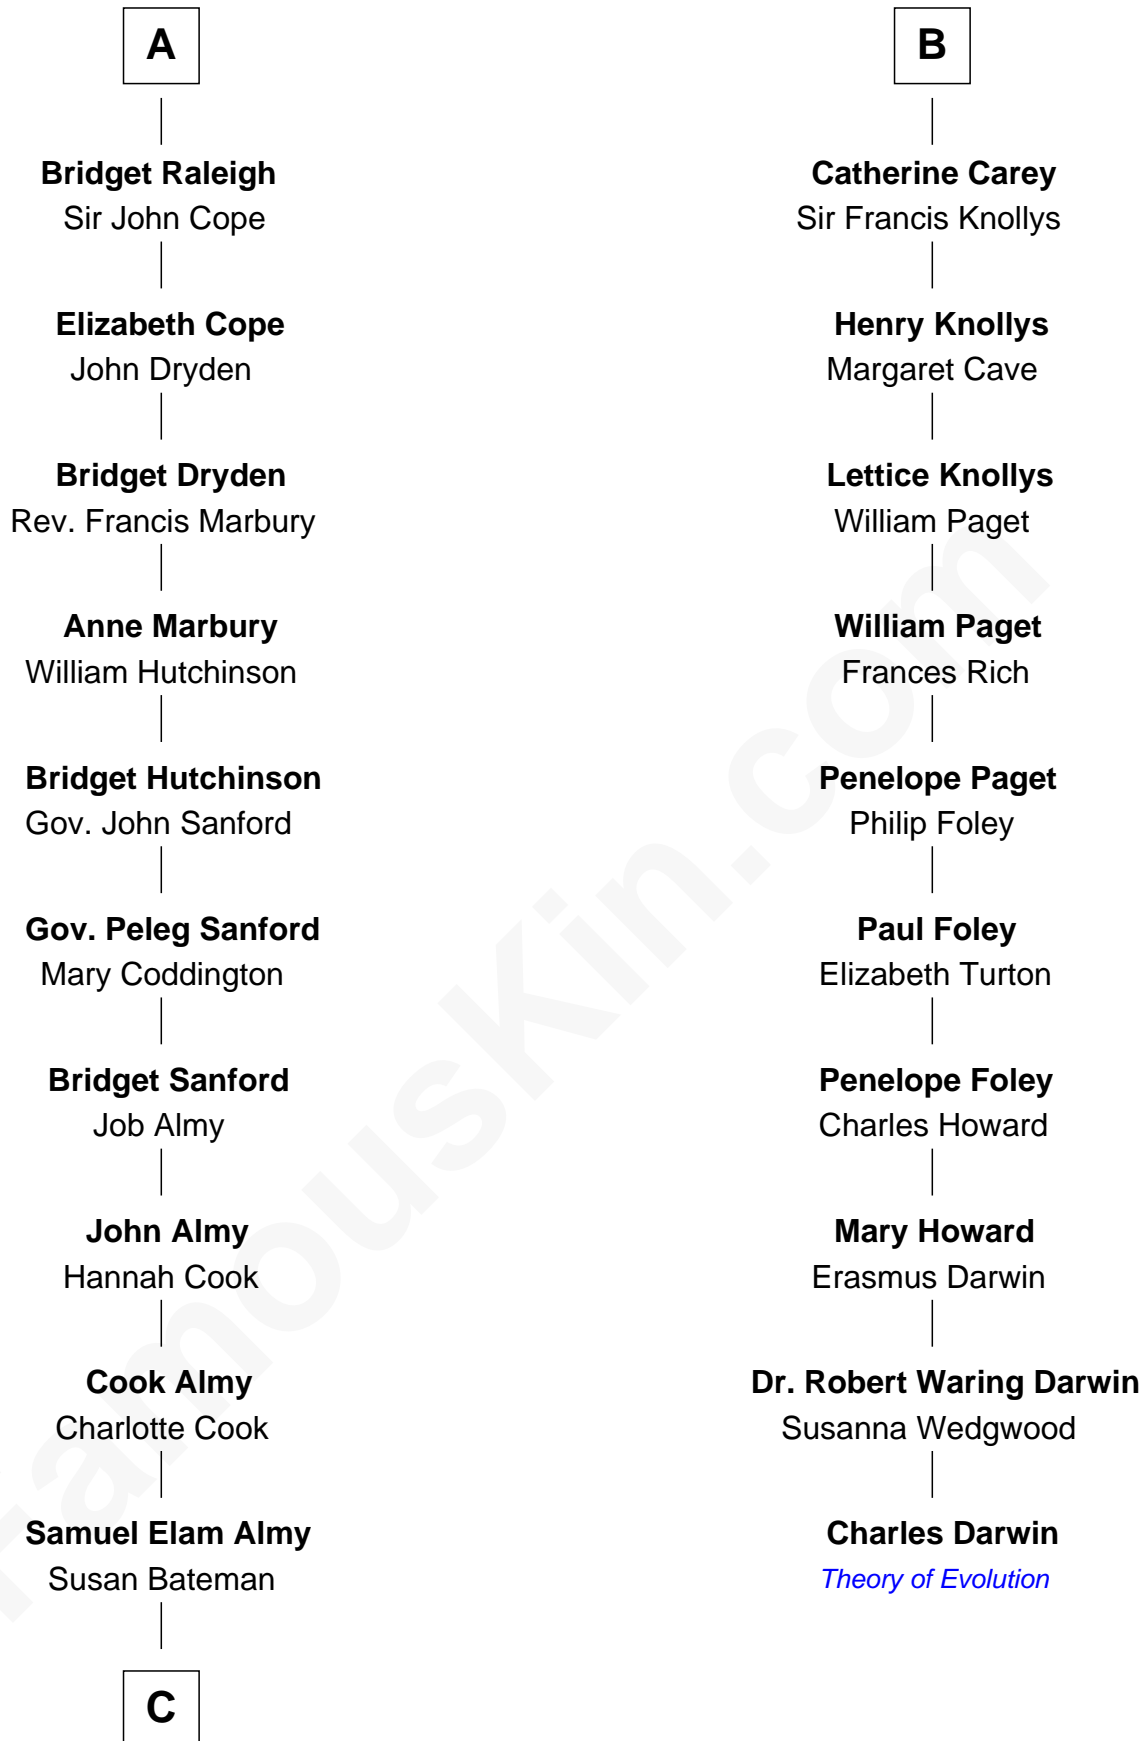 A
Bridget Raleigh
Sir John Cope
Elizabeth Cope
John Dryden
Bridget Dryden
Rev. Francis Marbury
Anne Marbury
William Hutchinson
Bridget Hutchinson
Gov. John Sanford
Gov. Peleg Sanford
Mary Coddington
Bridget Sanford
Job Almy
John Almy
Hannah Cook
Cook Almy
Charlotte Cook
Samuel Elam Almy
Susan Bateman
C
B
Catherine Carey
Sir Francis Knollys
Henry Knollys
Margaret Cave
Lettice Knollys
William Paget
William Paget
Frances Rich
Penelope Paget
Philip Foley
Paul Foley
Elizabeth Turton
Penelope Foley
Charles Howard
Mary Howard
Erasmus Darwin
Dr. Robert Waring Darwin
Susanna Wedgwood
Charles Darwin
Theory of Evolution
FamousKin.com